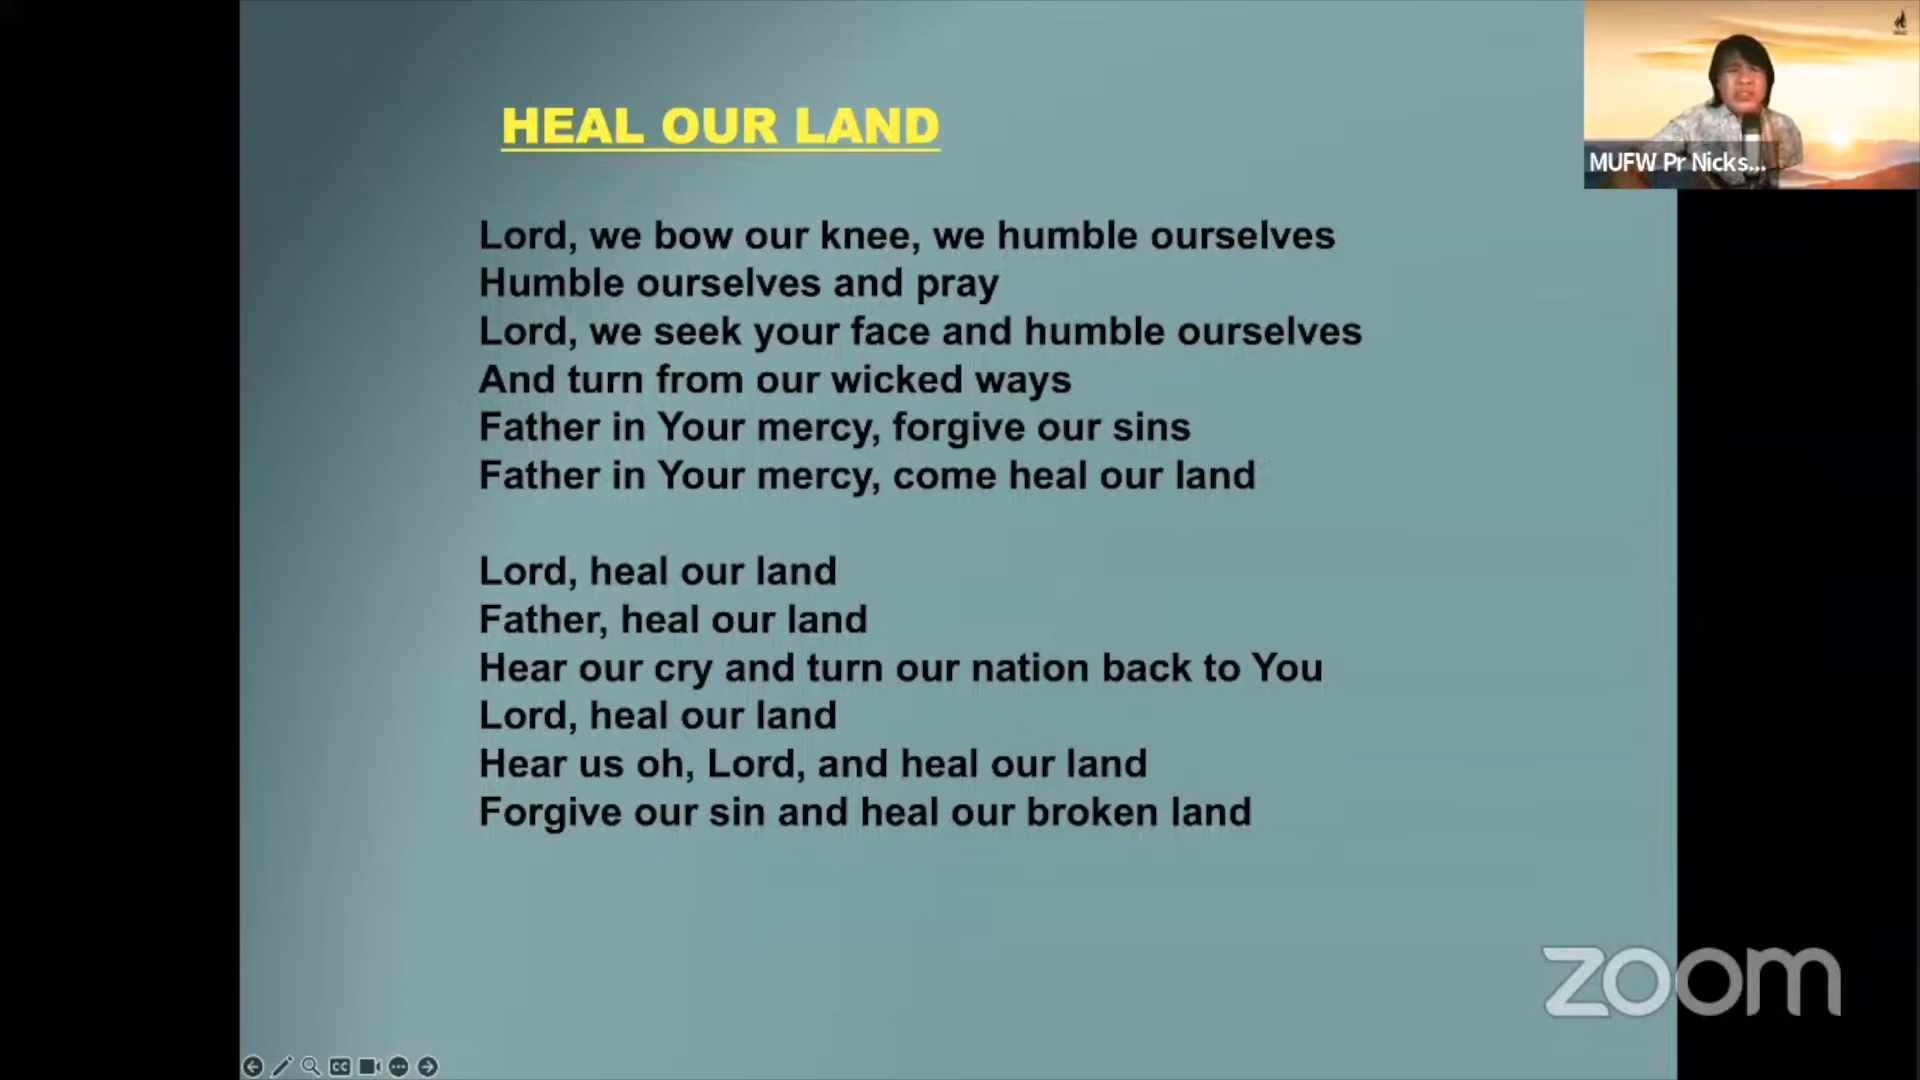 HEAL OUR LAND
MUFW Pr Nicks...
Lord, we bow our knee, we humble ourselves
Humble ourselves and pray
Lord, we seek your face and humble ourselves
And turn from our wicked ways
Father in Your mercy, forgive our sins
Father in Your mercy, come heal our land
Lord, heal our land
Father, heal our land
Hear our cry and turn our nation back to You
Lord, heal our land
Hear us oh, Lord, and heal our land
Forgive our sin and heal our broken land
zoom
CC